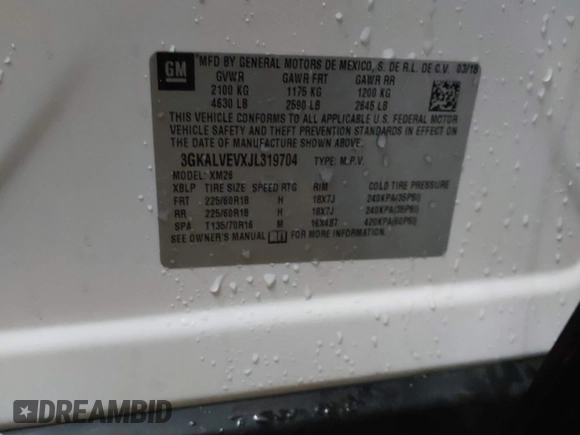 GM
MFD BY GENERAL MOTORS DE MEXICO, S. DE R.L. DE C.V. 03/18
GVWR GAWR FRT GAWR RR
2100 KG 1175 KG 1200 KG
4630 LB 2590 LB 2645 LB
THIS VEHICLE CONFORMS TO ALL APPLICABLE U.S. FEDERAL MOTOR
VEHICLE SAFETY AND THEFT PREVENTION STANDARDS IN EFFECT ON
THE DATE OF MANUFACTURE SHOWN ABOVE.
3GKALVEVXJL319704 TYPE: M.P.V.
MODEL: XM26
XBLP TIRE SIZE SPEED RTG RIM COLD TIRE PRESSURE
FRT 225/60R18 H 18X7J 240KPA(35PSI)
RR 225/60R18 H 18X7J 240KPA(35PSI)
SPA T135/70R16 M 16X4BT 420KPA(60PSI)
SEE OWNER'S MANUAL
DREAMBID